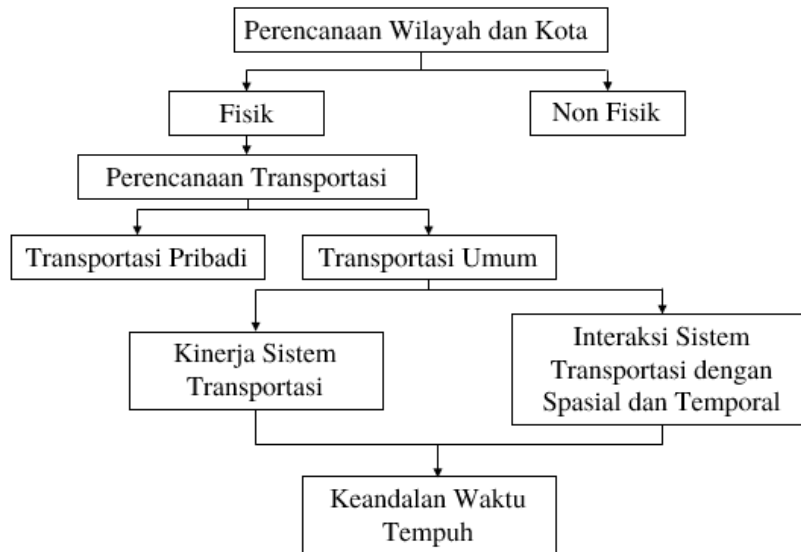 Perencanaan Wilayah dan Kota
Fisik
Non Fisik
Perencanaan Transportasi
Transportasi Pribadi
Transportasi Umum
Kinerja Sistem
Transportasi
Interaksi Sistem
Transportasi dengan
Spasial dan Temporal
Keandalan Waktu
Tempuh